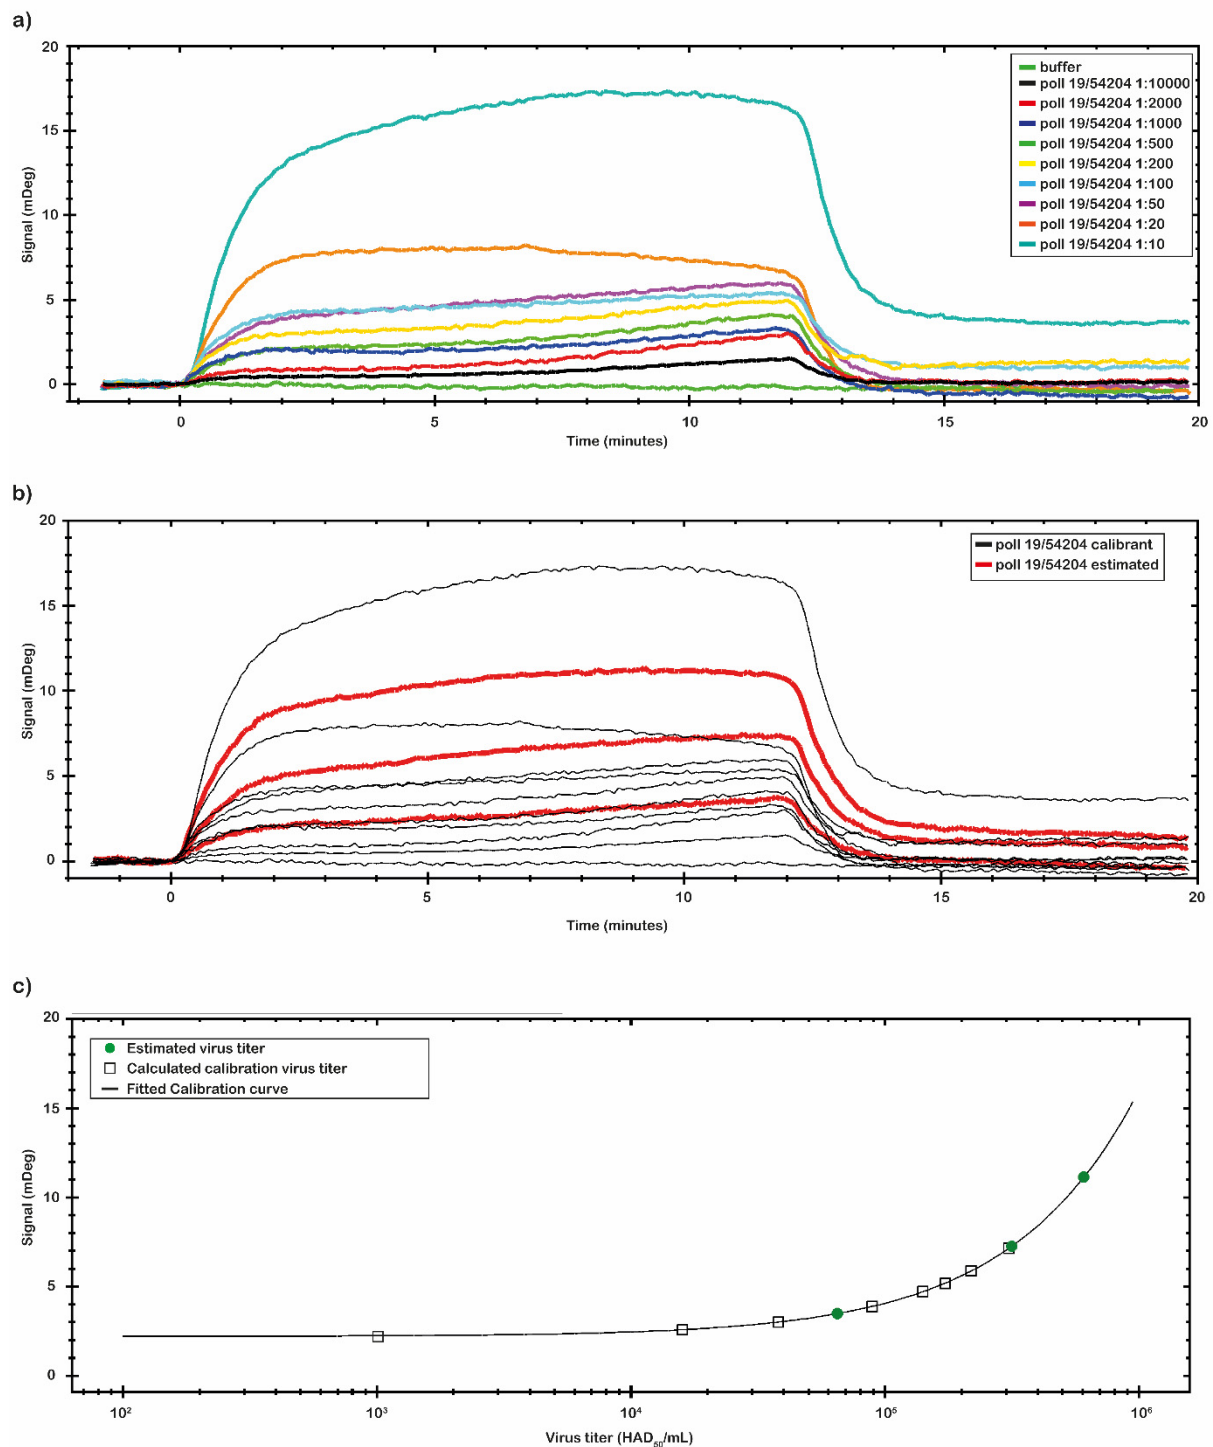 a)
20
15
10
5
0
Signal (mDeg)
buffer
poll 19/54204 1:10000
poll 19/54204 1:2000
poll 19/54204 1:1000
poll 19/54204 1:500
poll 19/54204 1:200
poll 19/54204 1:100
poll 19/54204 1:50
poll 19/54204 1:20
poll 19/54204 1:10
0 5 10 15 20
Time (minutes)
b)
20
15
10
5
0
Signal (mDeg)
poll 19/54204 calibrant
poll 19/54204 estimated
0 5 10 15 20
Time (minutes)
c)
20
15
10
5
0
Signal (mDeg)
Estimated virus titer
Calculated calibration virus titer
Fitted Calibration curve
10² 10³ 10⁴ 10⁵ 10⁶
Virus titer (HAD₅₀/mL)